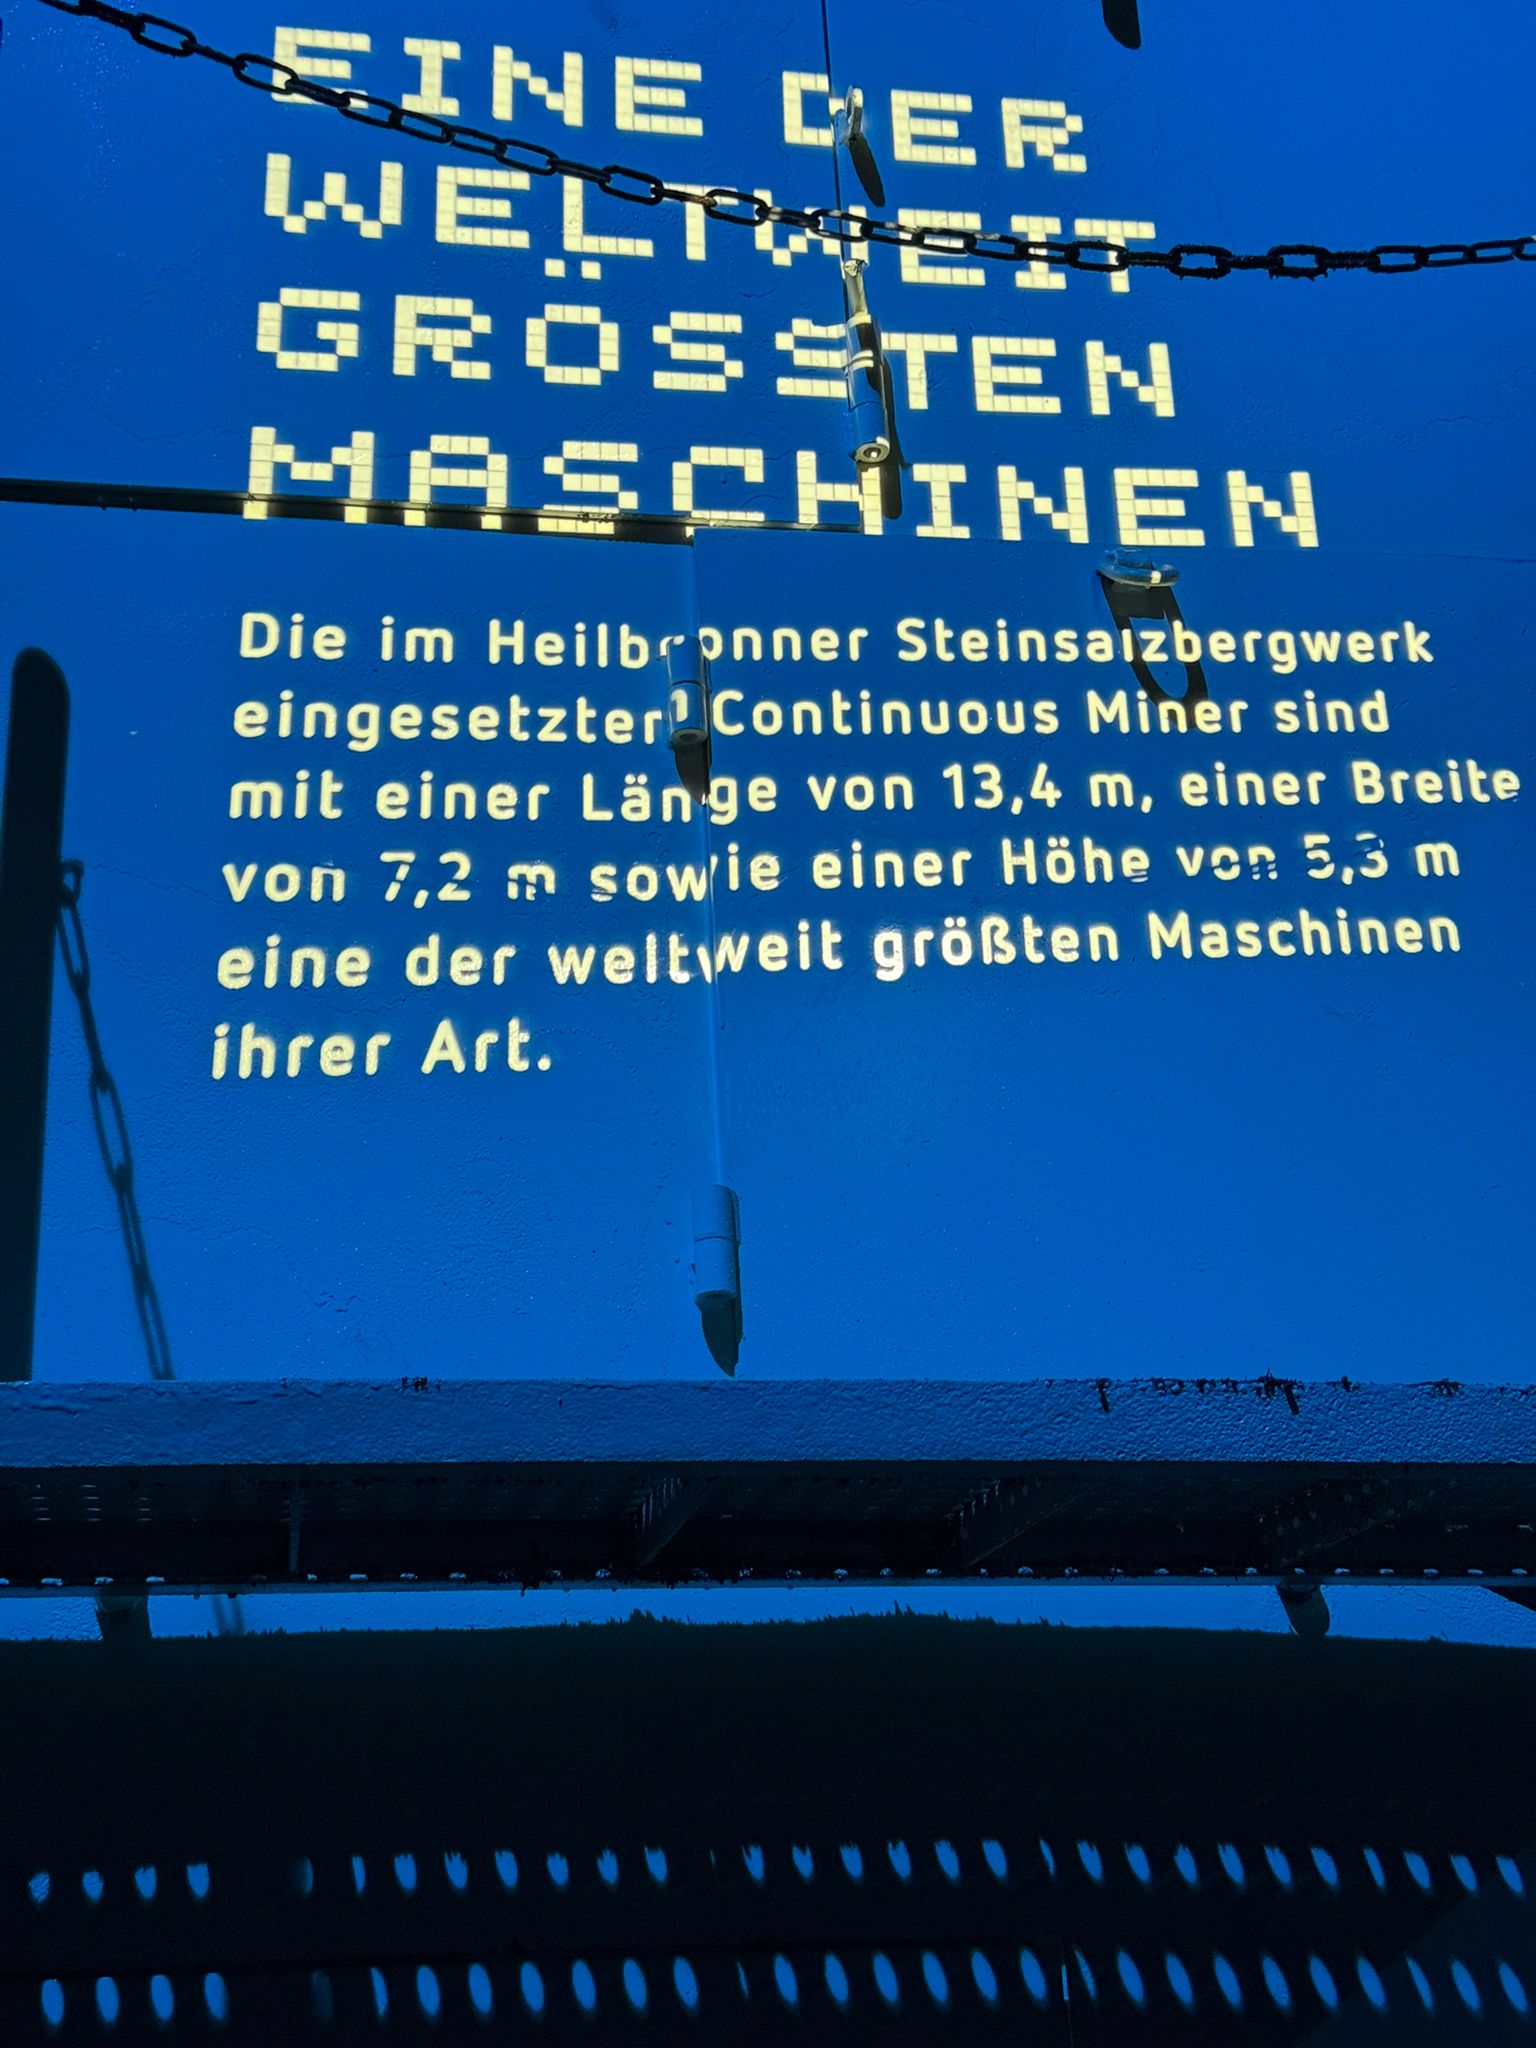 EINE DER
WELTWEIT
GRÖSSTEN
MASCHINEN
Die im Heilbronner Steinsalzbergwerk
eingesetzten Continuous Miner sind
mit einer Länge von 13,4 m, einer Breite
von 7,2 m sowie einer Höhe von 5,3 m
eine der weltweit größten Maschinen
ihrer Art.